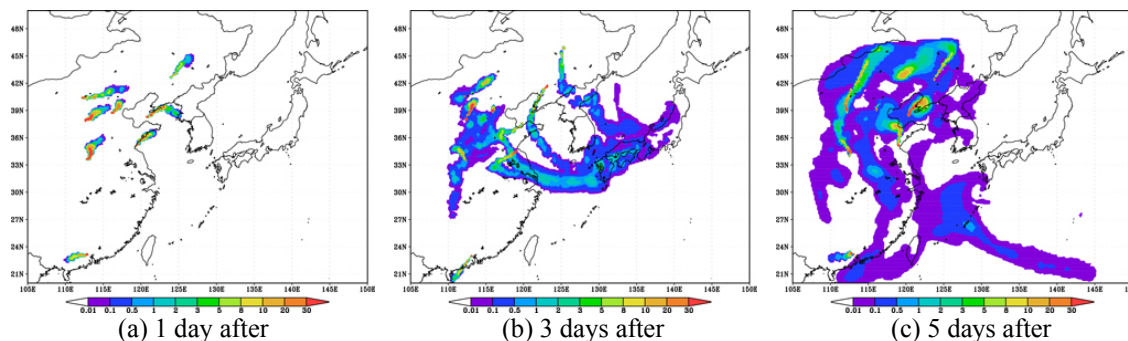 48N 48N 48N
45N 45N 45N
42N 42N 42N
39N 39N 39N
36N 36N 36N
33N 33N 33N
30N 30N 30N
27N 27N 27N
24N 24N 24N
21N 21N 21N
105E 110E 115E 120E 125E 130E 135E 140E 145E 150E 105E 110E 115E 120E 125E 130E 135E 140E 145E 150E 105E 110E 115E 120E 125E 130E 135E 140E 145E
0.01 0.1 0.5 1 2 3 5 8 10 20 30 0.01 0.1 0.5 1 2 3 5 8 10 20 30 0.01 0.1 0.5 1 2 3 5 8 10 20 30
(a) 1 day after (b) 3 days after (c) 5 days after